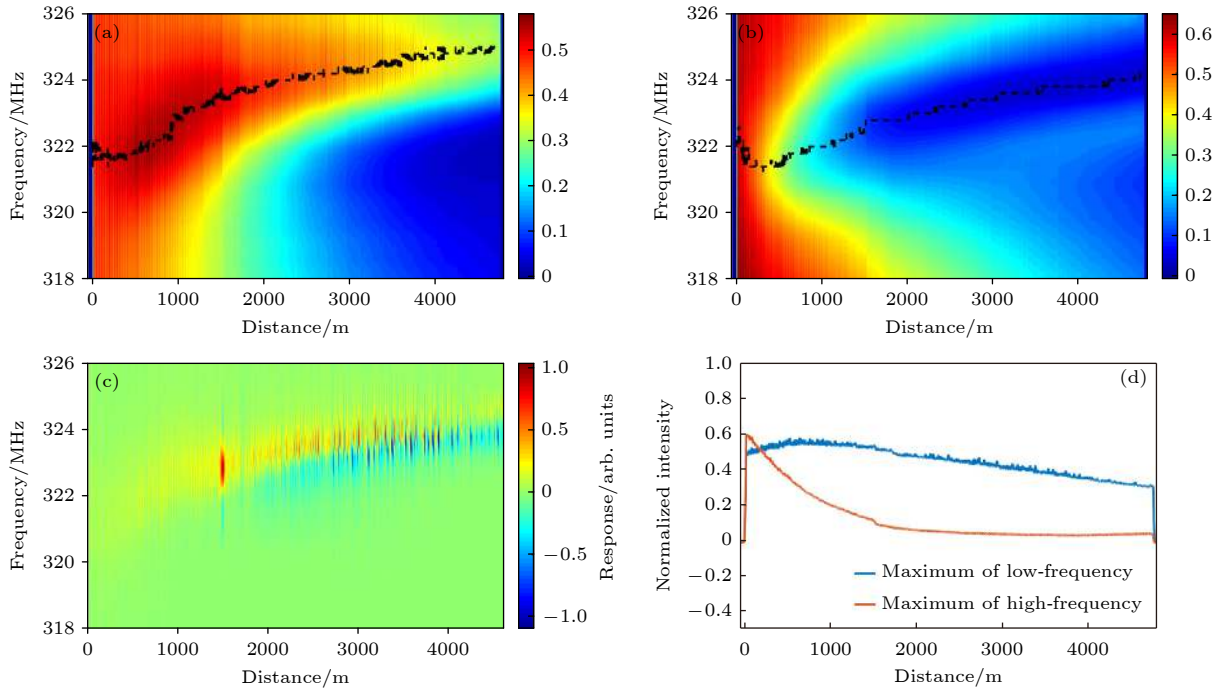 (a)
326
324
322
320
318
Frequency/MHz
0 1000 2000 3000 4000
Distance/m
0.5
0.4
0.3
0.2
0.1
0
(b)
326
324
322
320
318
Frequency/MHz
0 1000 2000 3000 4000
Distance/m
0.6
0.5
0.4
0.3
0.2
0.1
0
(c)
326
324
322
320
318
Frequency/MHz
0 1000 2000 3000 4000
Distance/m
1.0
0.5
0
−0.5
−1.0
Response/arb. units
(d)
1.0
0.8
0.6
0.4
0.2
0
−0.2
−0.4
Normalized intensity
Maximum of low-frequency
Maximum of high-frequency
0 1000 2000 3000 4000
Distance/m